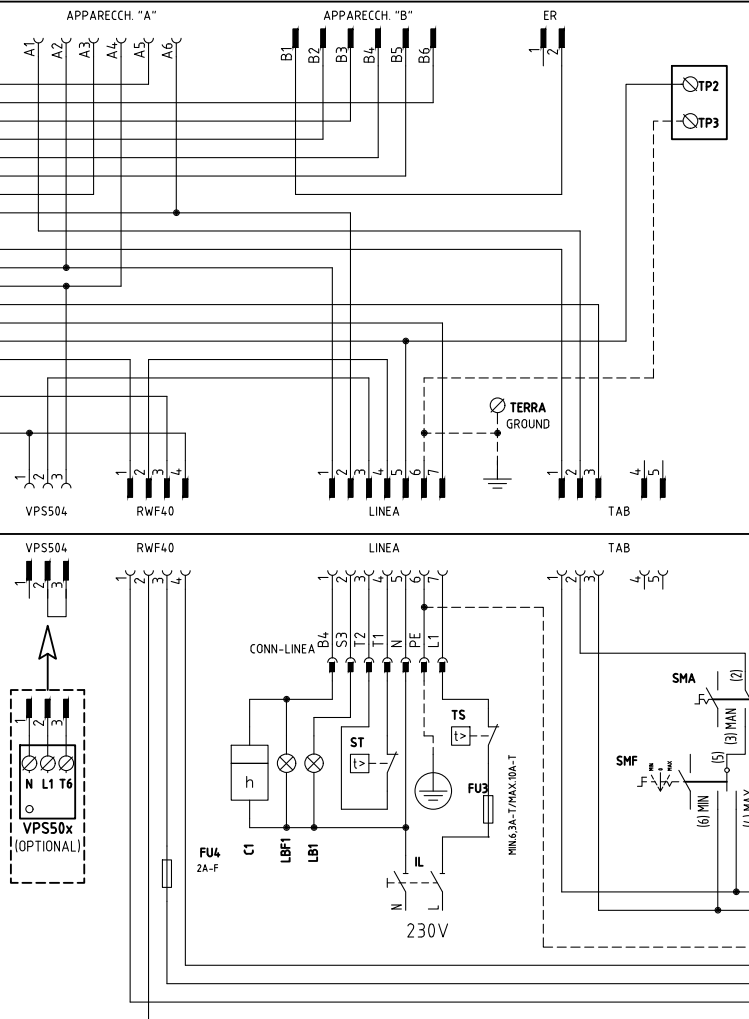 APPARECCH. "A"
APPARECCH. "B"
ER
A1 A2 A3 A4 A5 A6
B1 B2 B3 B4 B5 B6
1 2
TP2
TP3
TERRA
GROUND
1 2 3
1 2 3 4
1 2 3 4 5 6 7
1 2 3 4 5
VPS504
RWF40
LINEA
TAB
VPS504
RWF40
LINEA
TAB
1 2 3
1 2 3 4
1 2 3 4 5 6 7
1 2 3 4 5
CONN-LINEA
B4 S3 T2 T1 N PE L1
SMA
(2)
(3) MAN
1 2 3
TS
t>
ST
t>
SMF
MIN 0 MAX
(5)
(6) MIN
(4) MAX
h
N L1 T6
VPS50x
(OPTIONAL)
FU3
MIN.6,3A-T/MAX.10A-T
FU4
2A-F
C1
LBF1
LB1
IL
N
L
230V